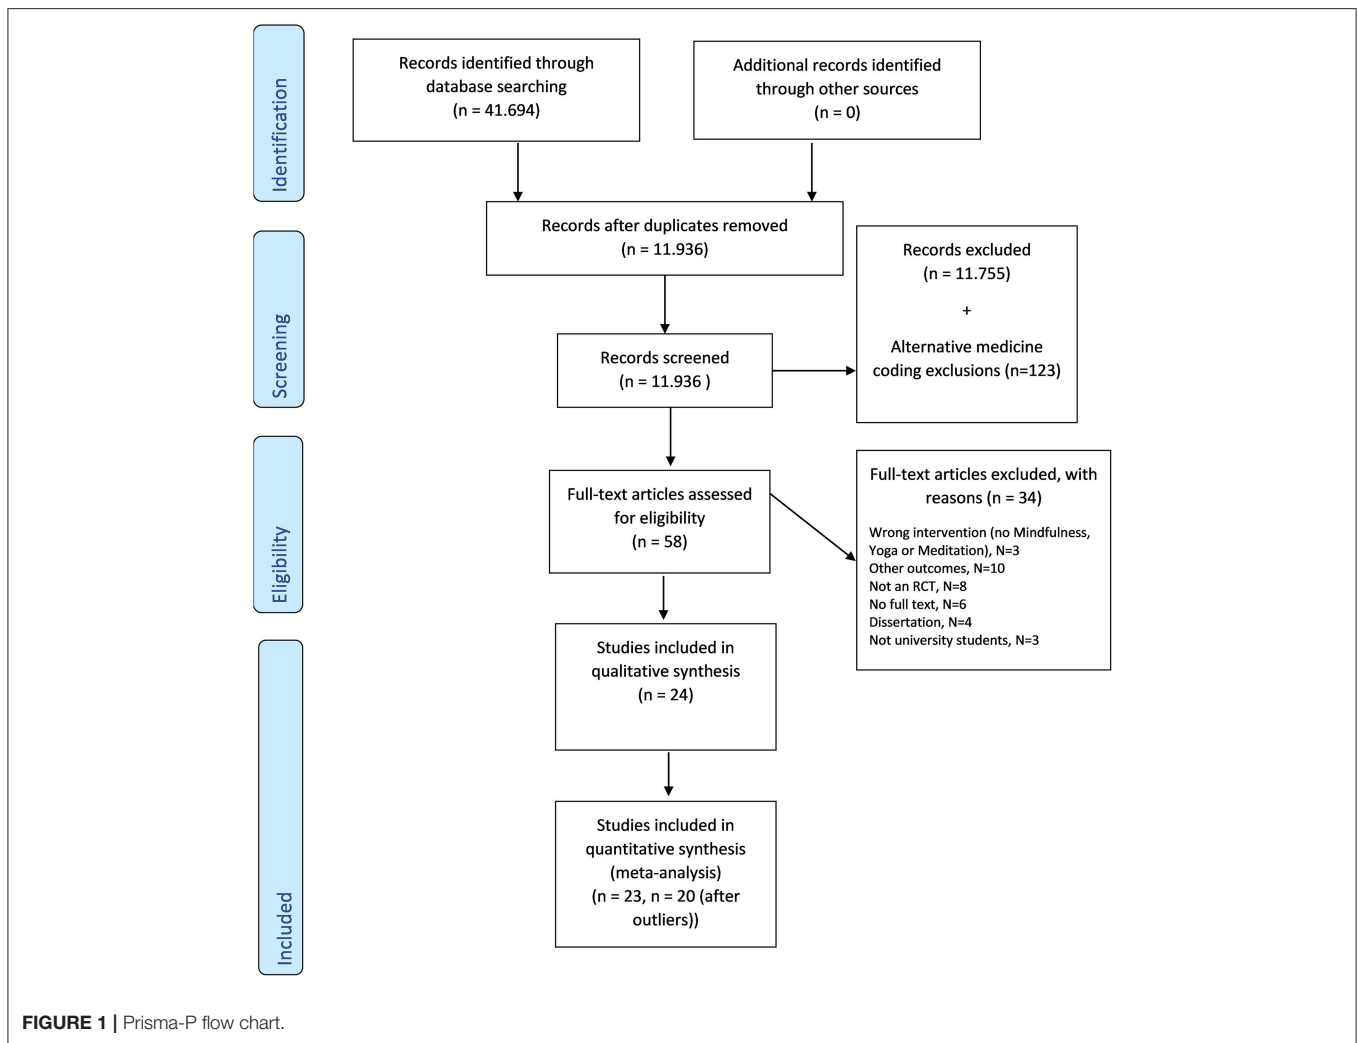 Identification
Records identified through
database searching
(n = 41.694)
Additional records identified
through other sources
(n = 0)
Records after duplicates removed
(n = 11.936)
Screening
Records screened
(n = 11.936 )
Records excluded
(n = 11.755)
+
Alternative medicine
coding exclusions (n=123)
Eligibility
Full-text articles assessed
for eligibility
(n = 58)
Full-text articles excluded, with
reasons (n = 34)
Wrong intervention (no Mindfulness,
Yoga or Meditation), N=3
Other outcomes, N=10
Not an RCT, N=8
No full text, N=6
Dissertation, N=4
Not university students, N=3
Included
Studies included in
qualitative synthesis
(n = 24)
Studies included in
quantitative synthesis
(meta-analysis)
(n = 23, n = 20 (after
outliers))
FIGURE 1 | Prisma-P flow chart.